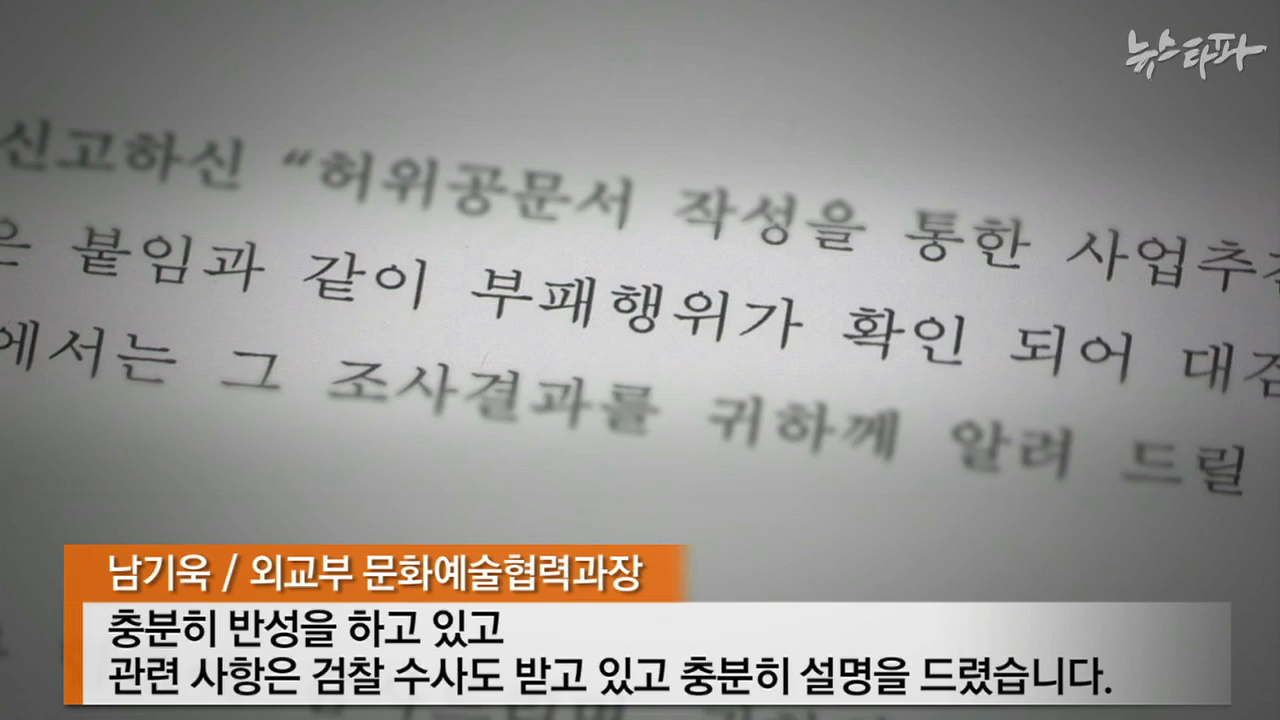 뉴스타파
신고하신 “허위공문서 작성을 통한 사업추
은 붙임과 같이 부패행위가 확인 되어 대검
에서는 그 조사결과를 귀하께 알려 드릴
남기욱 / 외교부 문화예술협력과장
충분히 반성을 하고 있고
관련 사항은 검찰 수사도 받고 있고 충분히 설명을 드렸습니다.